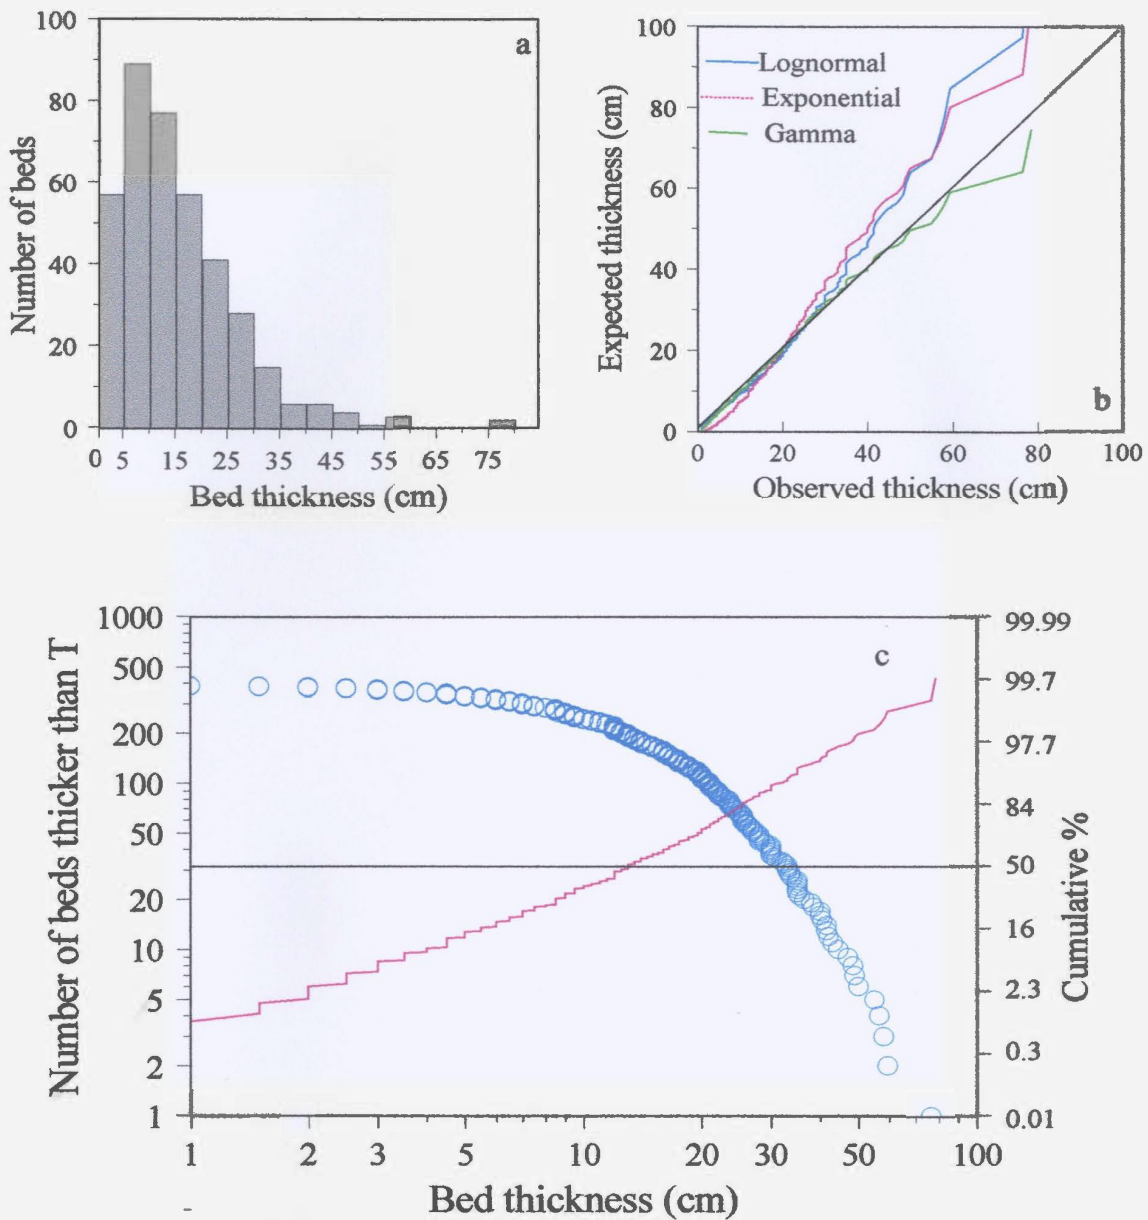 a
Number of beds
100
80
60
40
20
0
0 5 15 25 35 45 55 65 75
Bed thickness (cm)
b
Expected thickness (cm)
100
80
60
40
20
0
Lognormal
Exponential
Gamma
0 20 40 60 80 100
Observed thickness (cm)
c
Number of beds thicker than T
1000
500
200
100
50
20
10
5
2
1
99.99
99.7
97.7
84
50
16
2.3
0.3
0.01
Cumulative %
1 2 3 5 10 20 30 50 100
Bed thickness (cm)